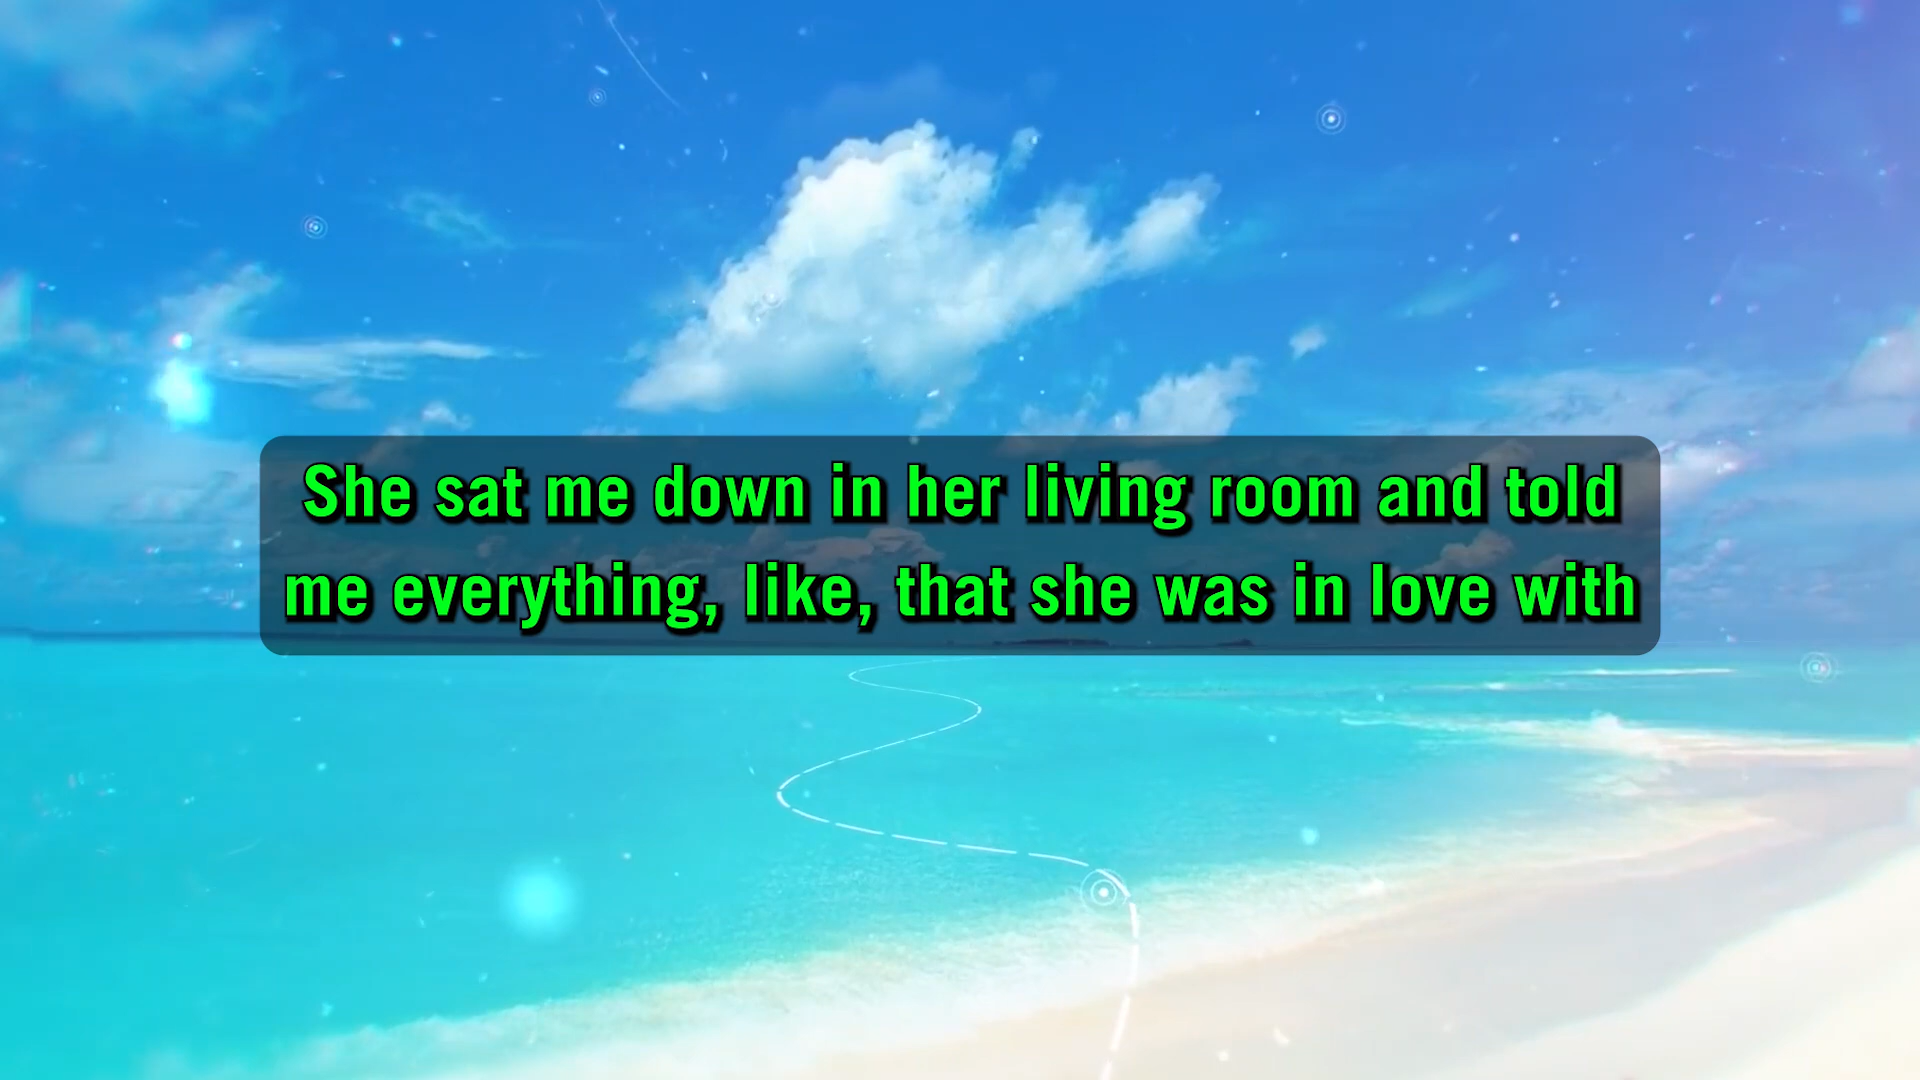 She sat me down in her living room and told
me everything, like, that she was in love with